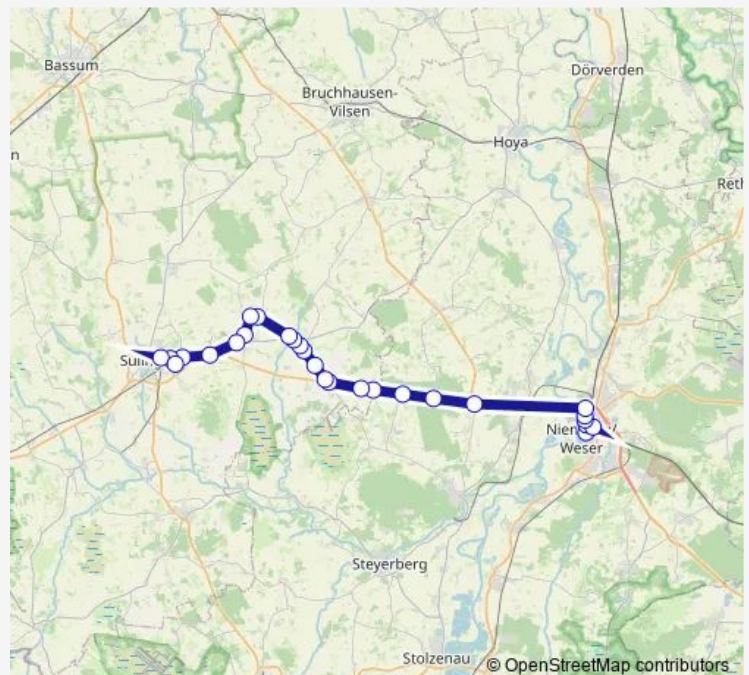 Bassum
Dörverden
Bruchhausen-
Vilsen
Hoya
n
Reth
Nien
Weser
Steyerberg
Stolzenau
© OpenStreetMap contributors